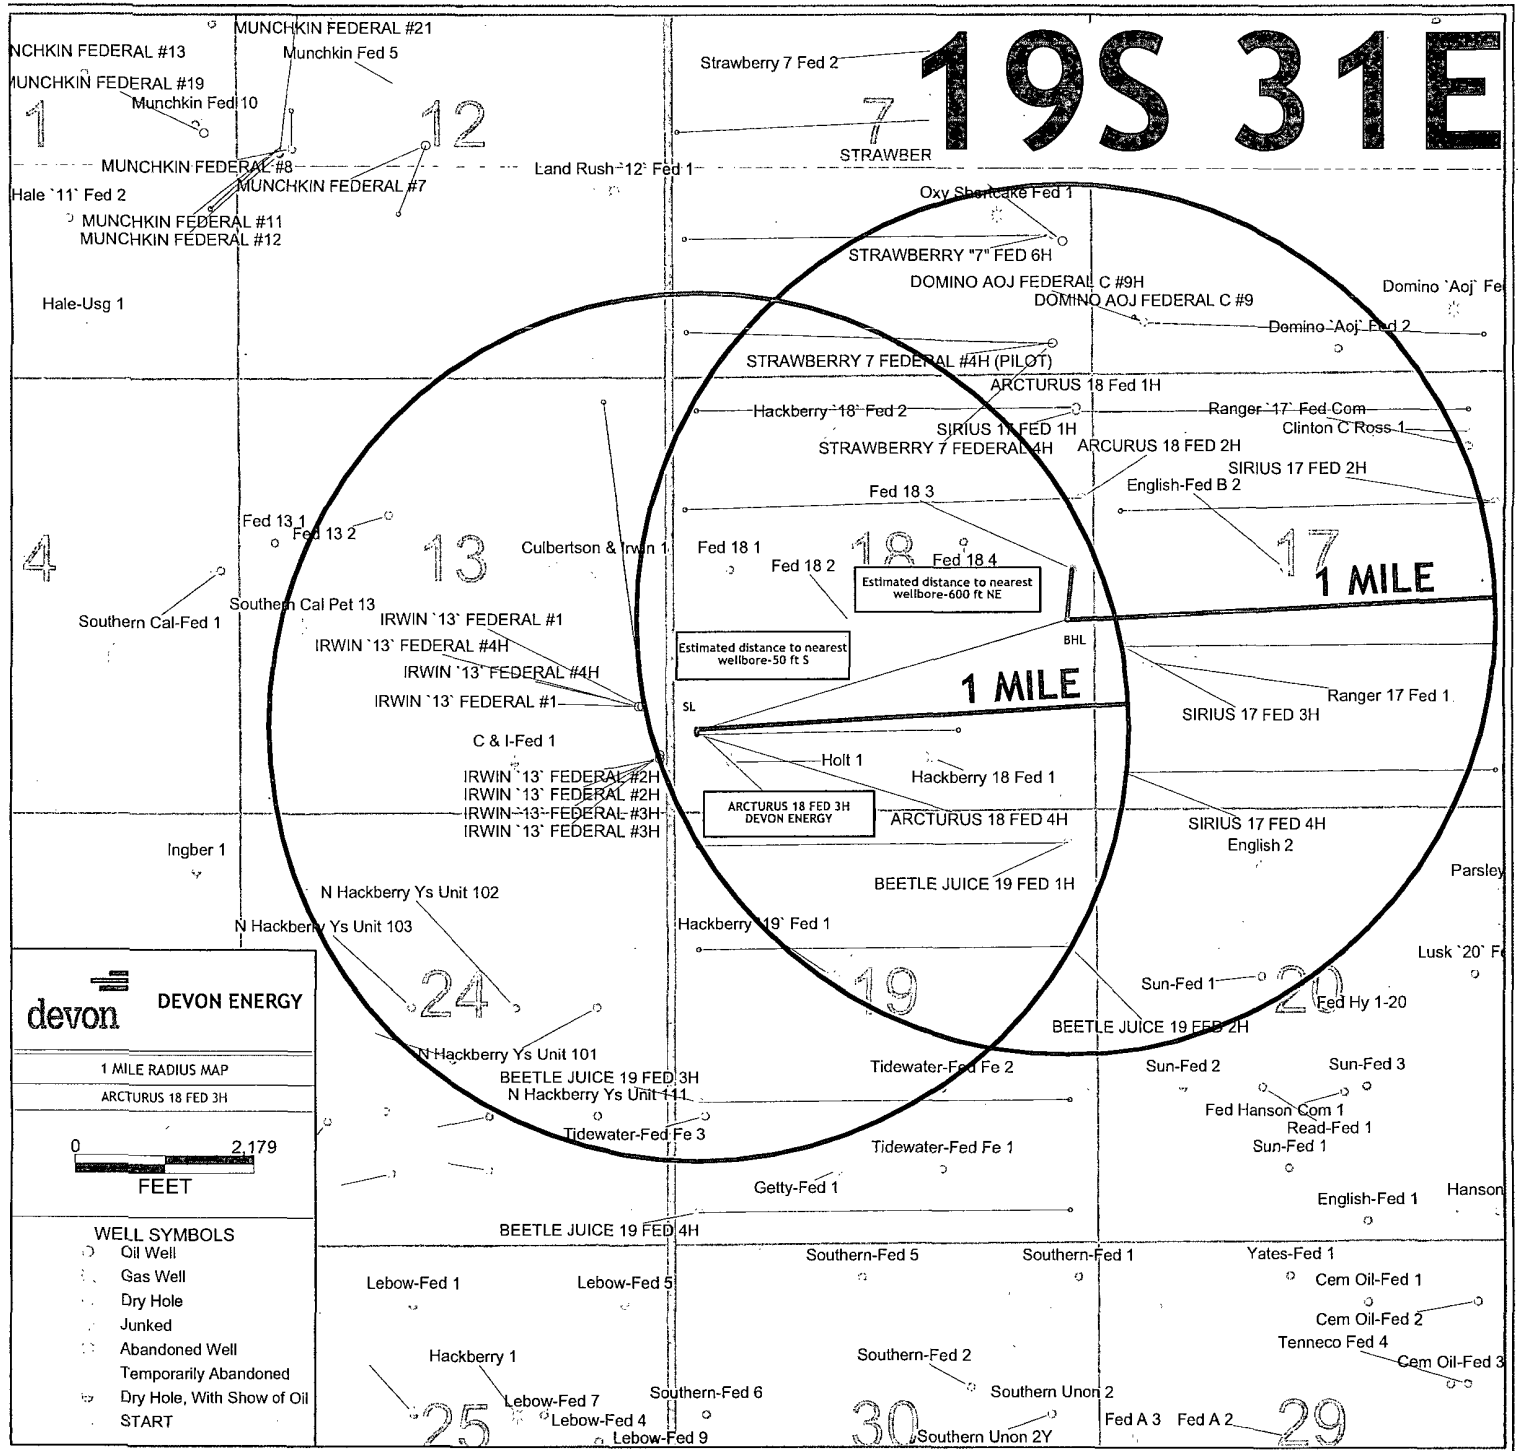 MUNCHKIN FEDERAL #21
NCHKIN FEDERAL #13
Munchkin Fed 5
MUNCHKIN FEDERAL #19
Munchkin Fed 10
1
12
7
19S 31E
Strawberry 7 Fed 2
STRAWBER
MUNCHKIN FEDERAL #8
MUNCHKIN FEDERAL #7
Land Rush `12` Fed 1
Hale `11` Fed 2
MUNCHKIN FEDERAL #11
MUNCHKIN FEDERAL #12
Oxy Shortcake Fed 1
STRAWBERRY "7" FED 6H
DOMINO AOJ FEDERAL C #9H
DOMINO AOJ FEDERAL C #9
Domino `Aoj` Fe
Hale-Usg 1
Domino `Aoj` Fed 2
STRAWBERRY 7 FEDERAL #4H (PILOT)
ARCTURUS 18 Fed 1H
Hackberry `18` Fed 2
Ranger `17` Fed Com
SIRIUS 17 FED 1H
Clinton C Ross 1
STRAWBERRY 7 FEDERAL 4H
ARCURUS 18 FED 2H
SIRIUS 17 FED 2H
English-Fed B 2
Fed 18 3
Fed 13 1
Fed 13 2
4
13
Culbertson & Irwin 1
Fed 18 1
18
Fed 18 4
Fed 18 2
17
Estimated distance to nearest
wellbore-600 ft NE
1 MILE
Southern Cal Pet 13
Southern Cal-Fed 1
IRWIN `13` FEDERAL #1
IRWIN `13` FEDERAL #4H
IRWIN `13` FEDERAL #4H
IRWIN `13` FEDERAL #1
Estimated distance to nearest
wellbore-50 ft S
BHL
1 MILE
SL
Ranger 17 Fed 1
SIRIUS 17 FED 3H
C & I-Fed 1
Holt 1
Hackberry 18 Fed 1
IRWIN `13` FEDERAL #2H
IRWIN `13` FEDERAL #2H
IRWIN `13` FEDERAL #3H
IRWIN `13` FEDERAL #3H
ARCTURUS 18 FED 3H
DEVON ENERGY
ARCTURUS 18 FED 4H
SIRIUS 17 FED 4H
English 2
Ingber 1
Parsley
BEETLE JUICE 19 FED 1H
N Hackberry Ys Unit 102
N Hackberry Ys Unit 103
Hackberry `19` Fed 1
Lusk `20` Fe
24
19
20
Sun-Fed 1
Fed Hy 1-20
BEETLE JUICE 19 FED 2H
N Hackberry Ys Unit 101
BEETLE JUICE 19 FED 3H
N Hackberry Ys Unit 111
Tidewater-Fed Fe 2
Sun-Fed 2
Sun-Fed 3
Fed Hanson Com 1
Read-Fed 1
Tidewater-Fed Fe 3
Tidewater-Fed Fe 1
Sun-Fed 1
Getty-Fed 1
English-Fed 1
Hanson
BEETLE JUICE 19 FED 4H
Southern-Fed 5
Southern-Fed 1
Yates-Fed 1
Lebow-Fed 1
Lebow-Fed 5
Cem Oil-Fed 1
Cem Oil-Fed 2
Tenneco Fed 4
Hackberry 1
Southern-Fed 2
Cem Oil-Fed 3
Lebow-Fed 7
Southern-Fed 6
Southern Unon 2
25
Lebow-Fed 4
30
Fed A 3
Fed A 2
29
Lebow-Fed 9
Southern Unon 2Y
devon
DEVON ENERGY
1 MILE RADIUS MAP
ARCTURUS 18 FED 3H
0 2,179
FEET
WELL SYMBOLS
Oil Well
Gas Well
Dry Hole
Junked
Abandoned Well
Temporarily Abandoned
Dry Hole, With Show of Oil
START